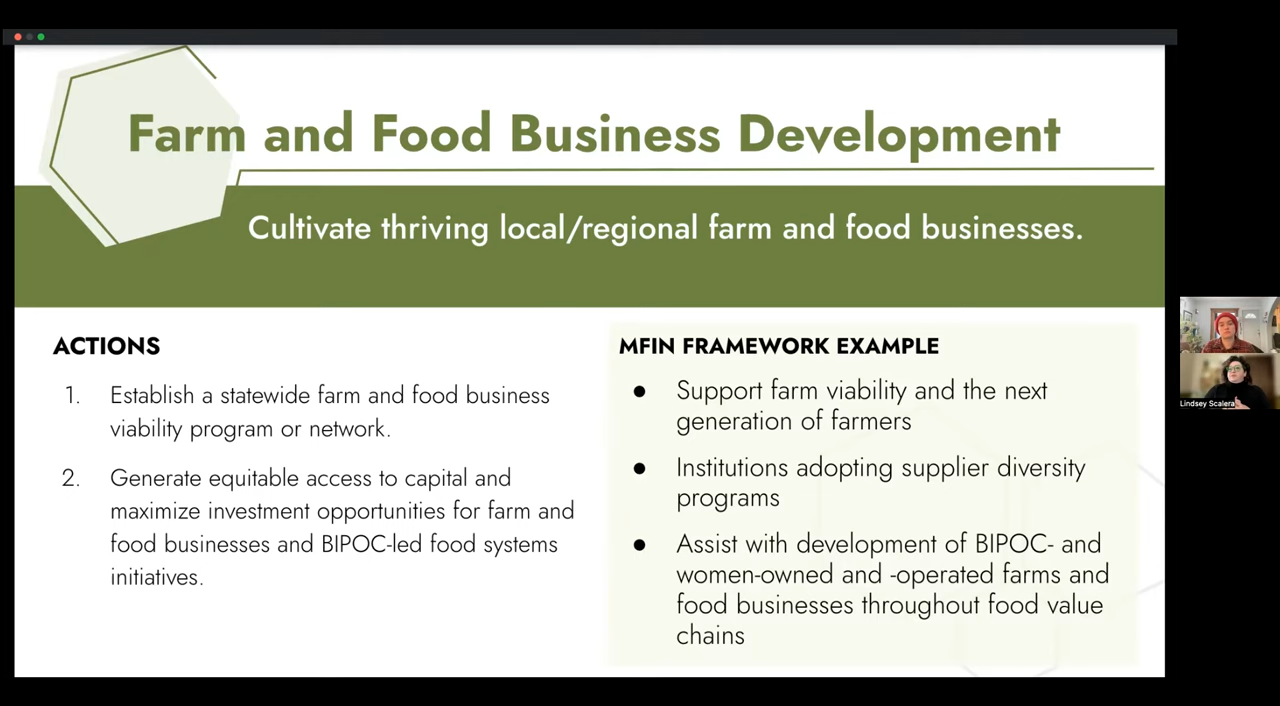 Farm and Food Business Development
Cultivate thriving local/regional farm and food businesses.
ACTIONS
1. Establish a statewide farm and food business
viability program or network.
2. Generate equitable access to capital and
maximize investment opportunities for farm and
food businesses and BIPOC-led food systems
initiatives.
MFIN FRAMEWORK EXAMPLE
● Support farm viability and the next
generation of farmers
● Institutions adopting supplier diversity
programs
● Assist with development of BIPOC- and
women-owned and -operated farms and
food businesses throughout food value
chains
Lindsey Scalera